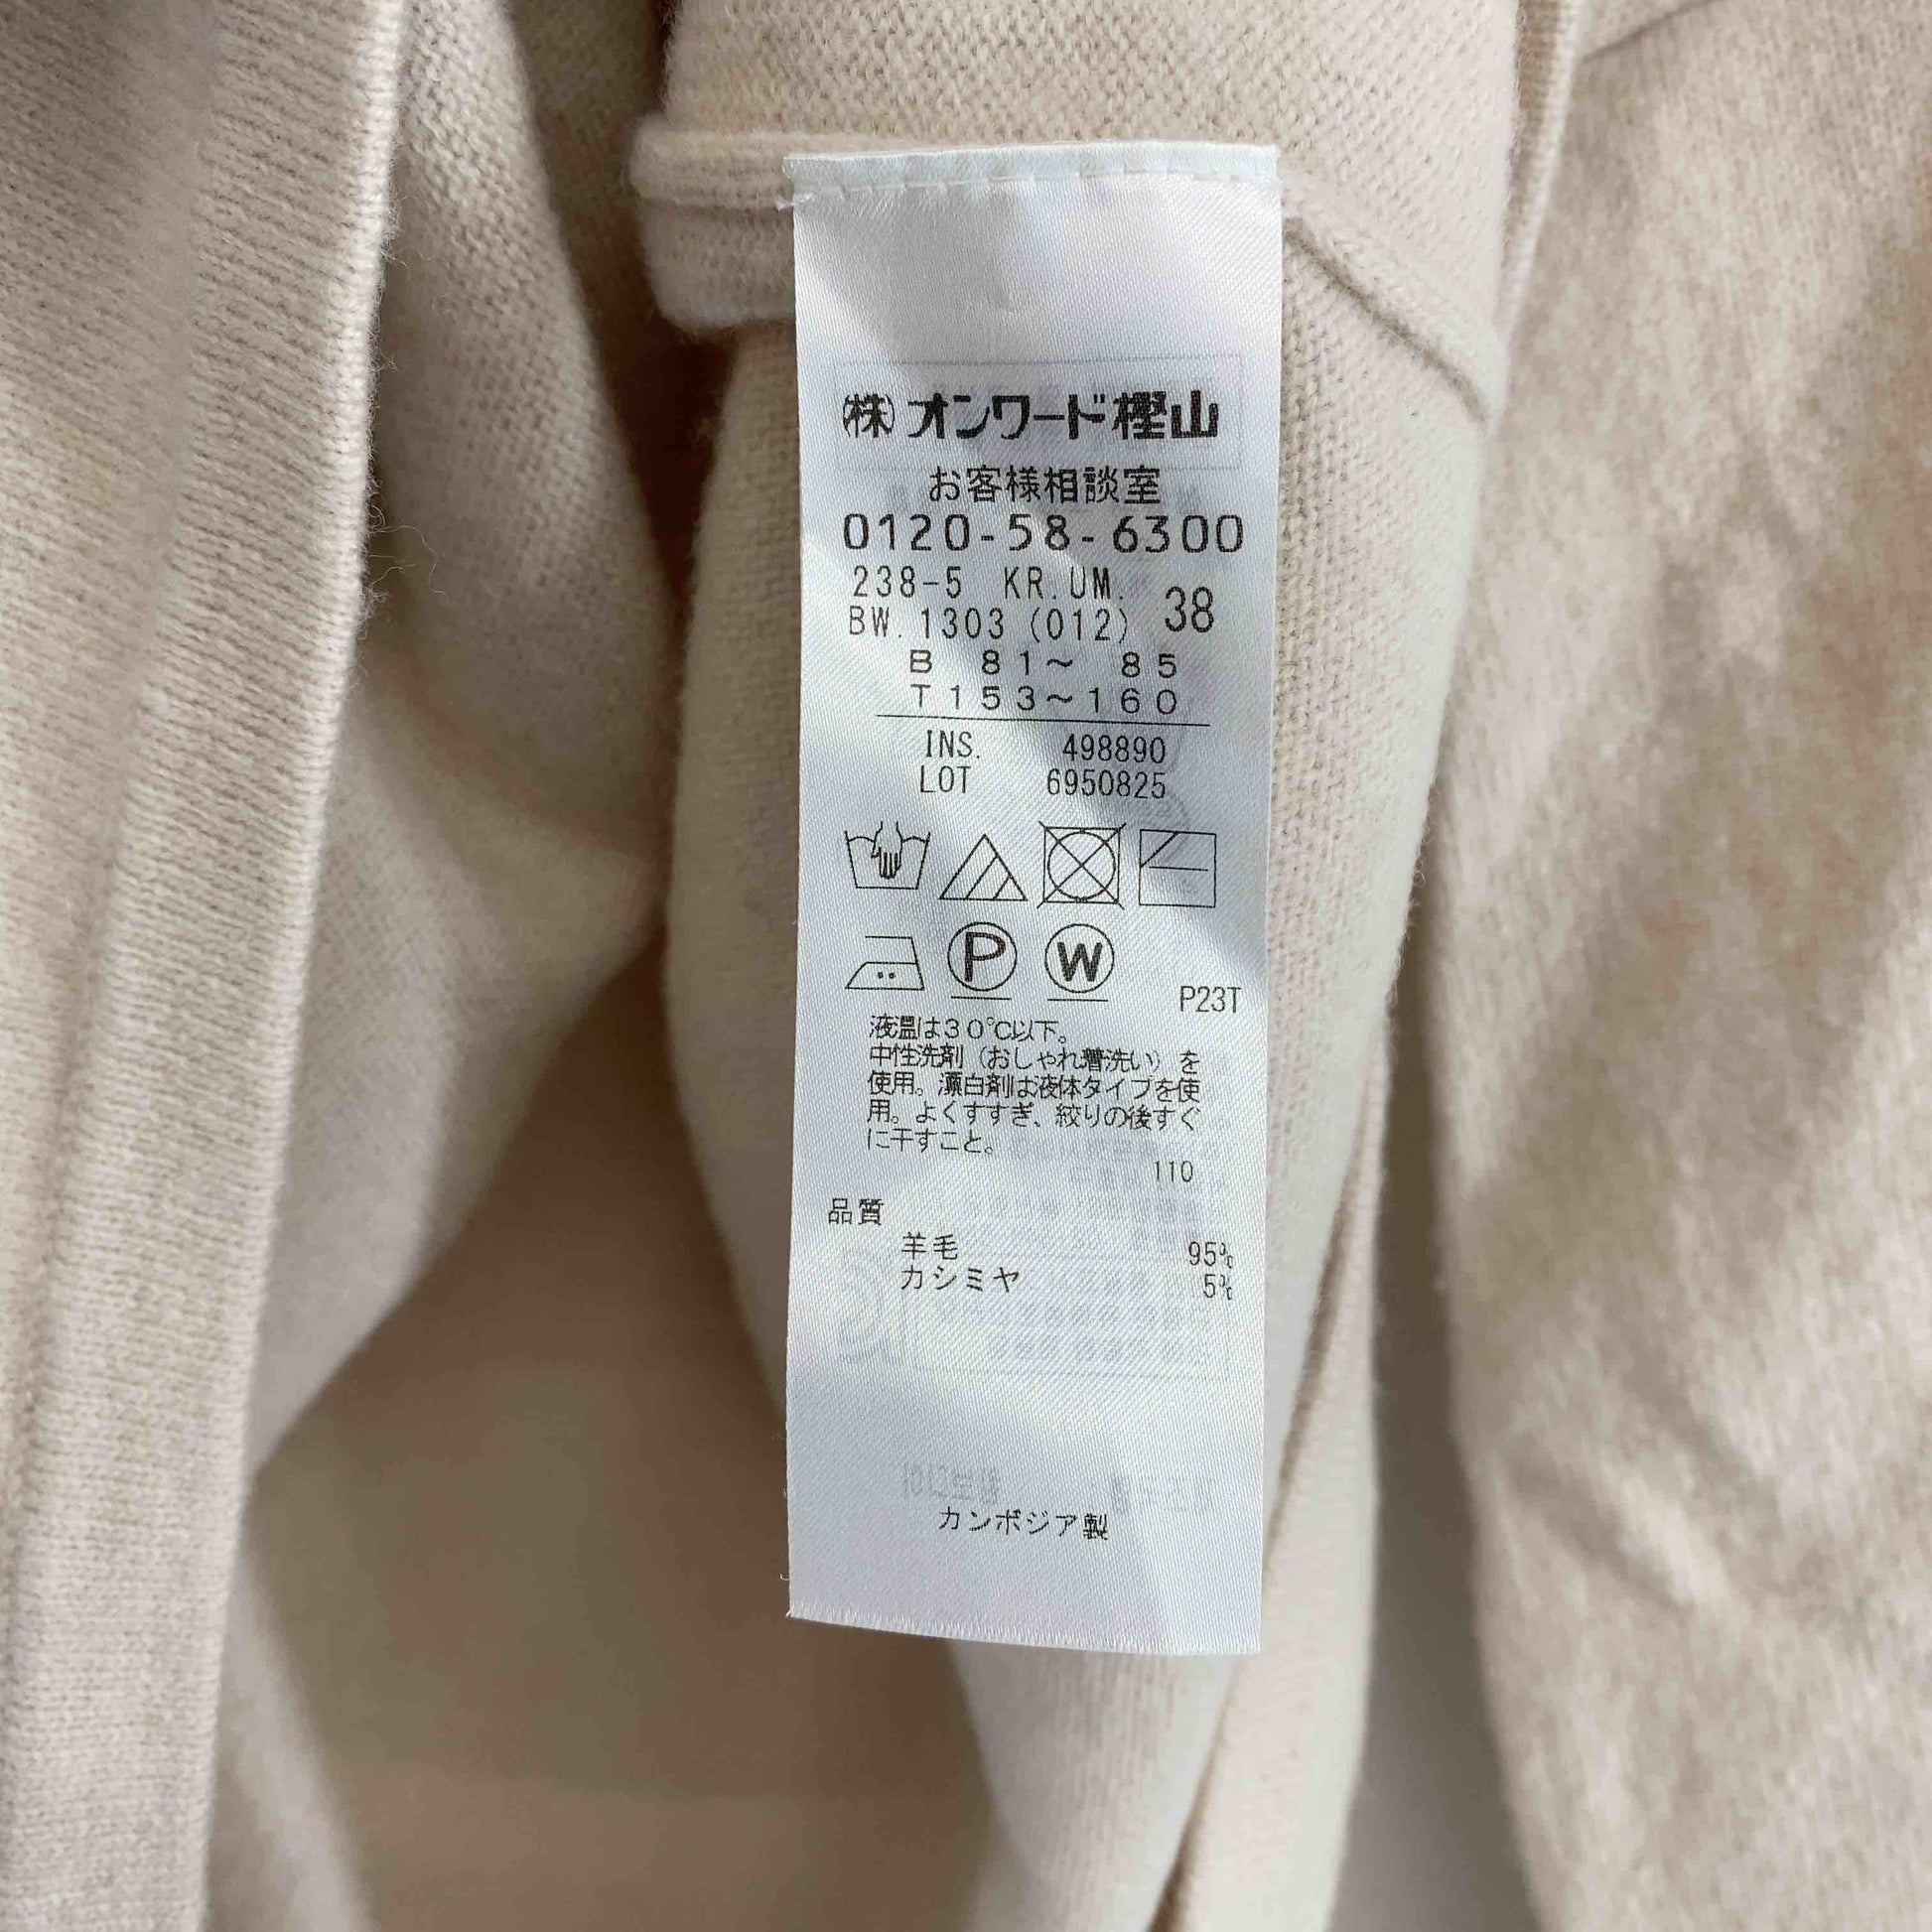 (株)オンワード樫山
お客様相談室
0120-58-6300
238-5 KR.UM.
BW.1303(012) 38
B 81~ 85
T153~160
INS. 498890
LOT 6950825
P W
P23T
液温は30℃以下。
中性洗剤(おしゃれ着洗い)を
使用。漂白剤は液体タイプを使
用。よくすすぎ、絞りの後すぐ
に干すこと。
110
品質
羊毛 95%
カシミヤ 5%
カンボジア製